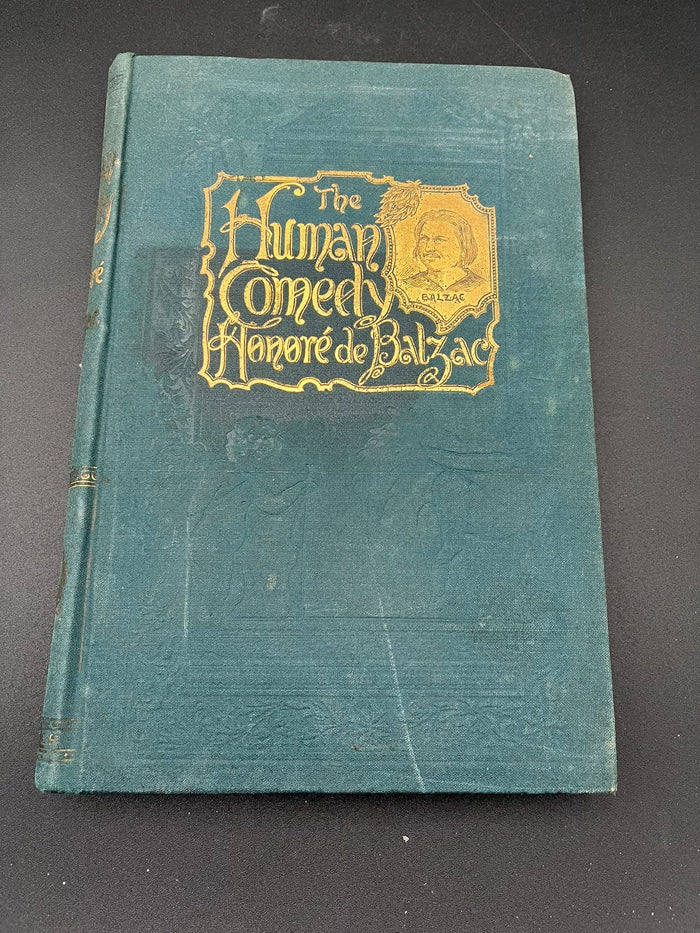 The
Human
Comedy
Honoré de Balzac
BALZAC